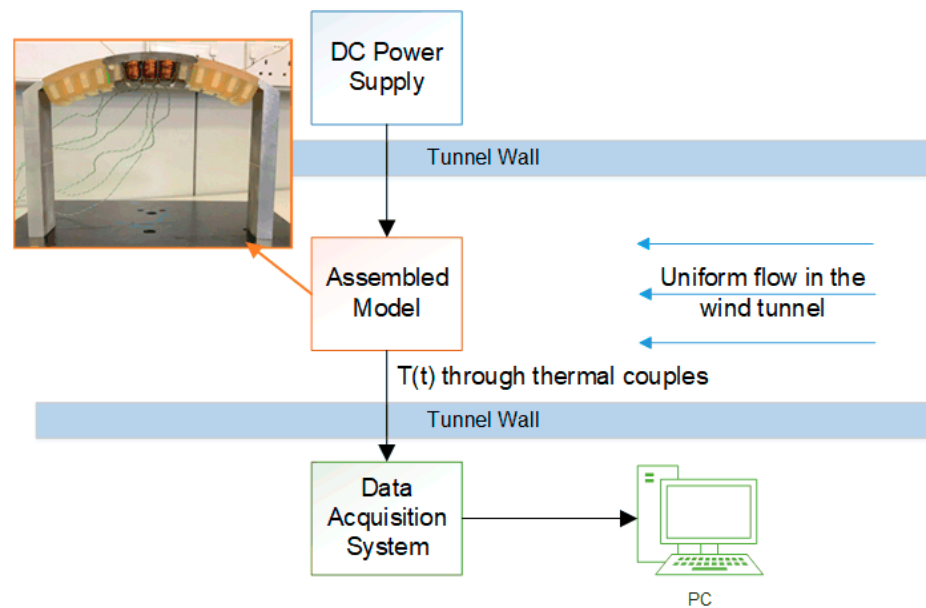 DC Power
Supply
Tunnel Wall
Assembled
Model
Uniform flow in the
wind tunnel
T(t) through thermal couples
Tunnel Wall
Data
Acquisition
System
PC